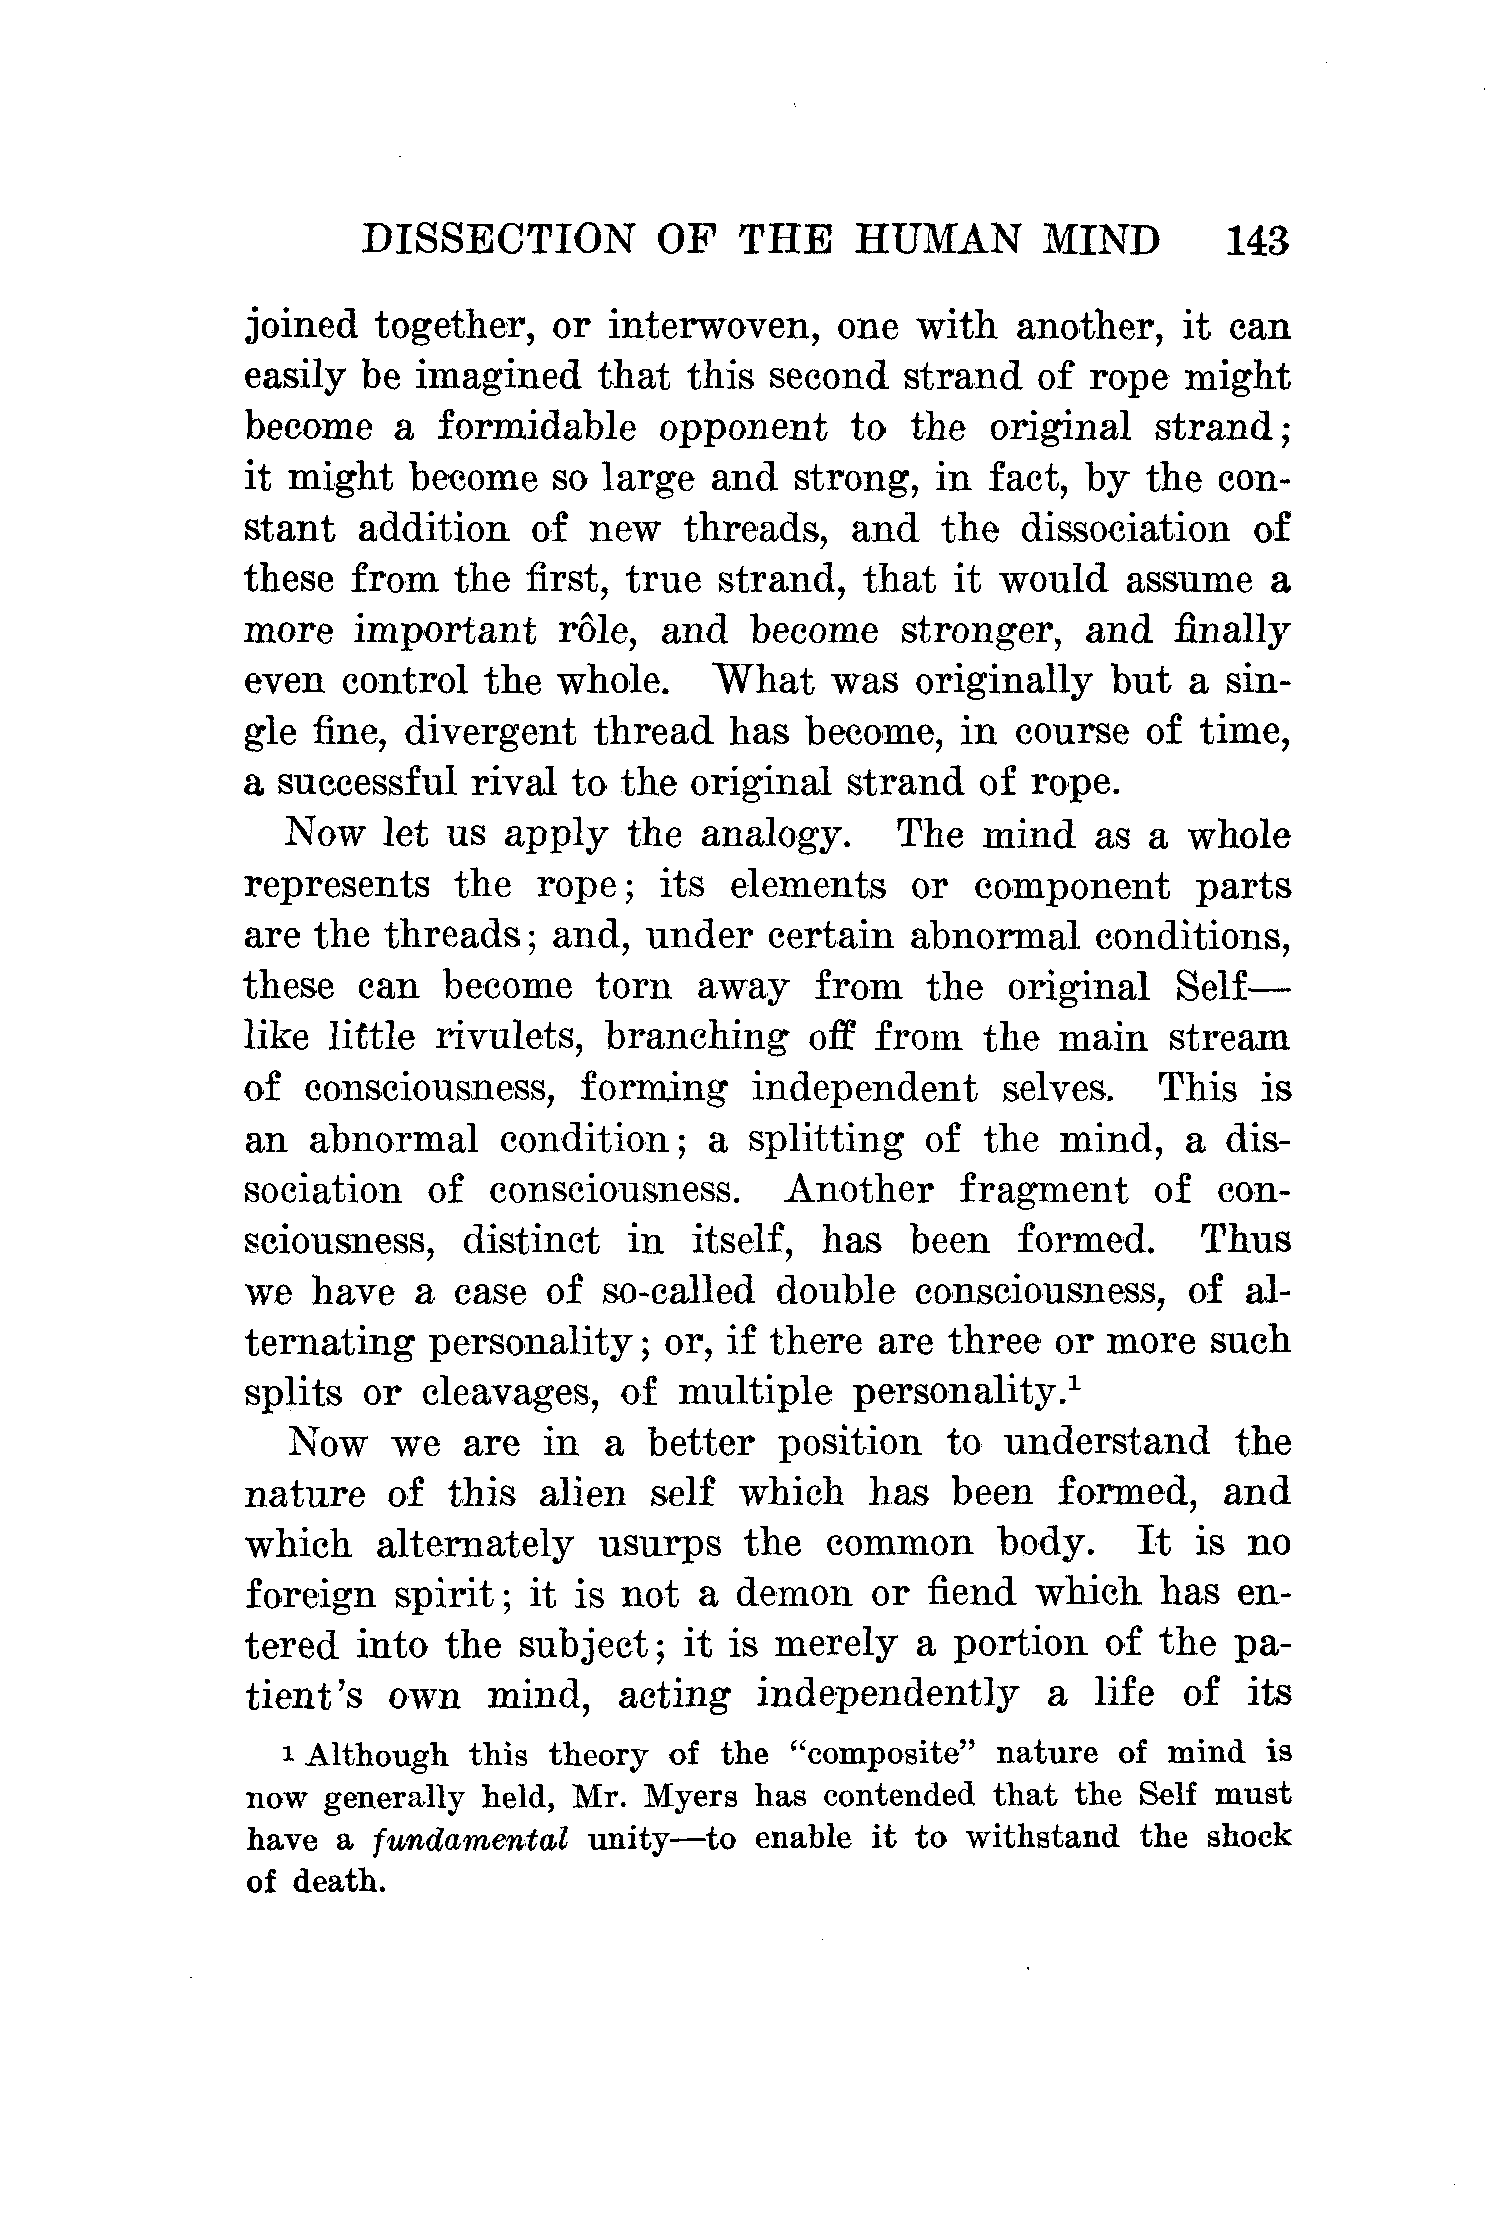 DISSECTION OF THE HUMAN MIND 143
joined together, or interwoven, one with another, it can
easily be imagined that this second strand of rope might
become a formidable opponent to the original strand;
it might become so large and strong, in fact, by the con-
stant addition of new threads, and the dissociation of
these from the first, true strand, that it would assume a
more important rôle, and become stronger, and finally
even control the whole. What was originally but a sin-
gle fine, divergent thread has become, in course of time,
a successful rival to the original strand of rope.
Now let us apply the analogy. The mind as a whole
represents the rope; its elements or component parts
are the threads; and, under certain abnormal conditions,
these can become torn away from the original Self—
like little rivulets, branching off from the main stream
of consciousness, forming independent selves. This is
an abnormal condition; a splitting of the mind, a dis-
sociation of consciousness. Another fragment of con-
sciousness, distinct in itself, has been formed. Thus
we have a case of so-called double consciousness, of al-
ternating personality; or, if there are three or more such
splits or cleavages, of multiple personality.¹
Now we are in a better position to understand the
nature of this alien self which has been formed, and
which alternately usurps the common body. It is no
foreign spirit; it is not a demon or fiend which has en-
tered into the subject; it is merely a portion of the pa-
tient's own mind, acting independently a life of its
¹ Although this theory of the “composite” nature of mind is
now generally held, Mr. Myers has contended that the Self must
have a fundamental unity—to enable it to withstand the shock
of death.